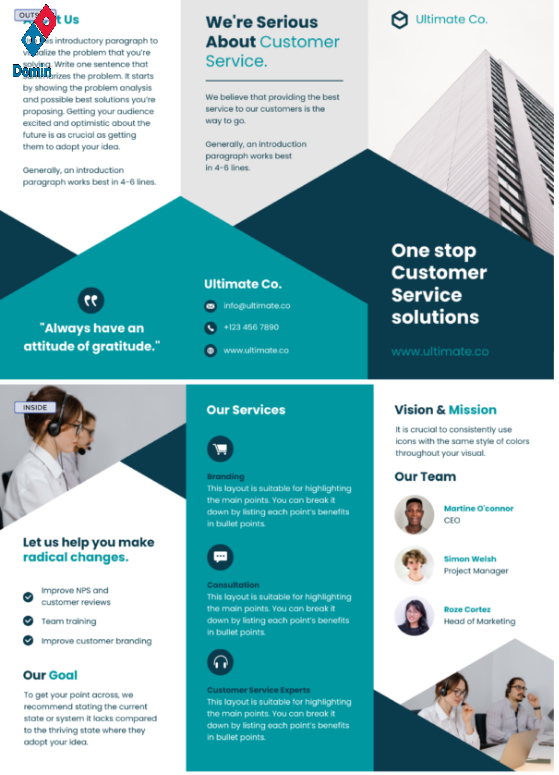 OUTS
t Us
is introductory paragraph to
the problem that you're
Write one sentence that
the problem. It starts
by showing the problem analysis
and possible best solutions you're
proposing. Getting your audience
excited and optimistic about the
future is as crucial as getting
them to adopt your idea.
Generally, an introduction
paragraph works best in 4-6 lines.
Domin
"Always have an
attitude of gratitude."
We're Serious
About Customer
Service.
We believe that providing the best
service to our customers is the
way to go.
Generally, an introduction
paragraph works best
in 4-6 lines.
Ultimate Co.
info@ultimate.co
+123 456 7890
www.ultimate.co
Ultimate Co.
One stop
Customer
Service
solutions
www.ultimate.co
INSIDE
Let us help you make
radical changes.
Improve NPS and
customer reviews
Team training
Improve customer branding
Our Goal
To get your point across, we
recommend stating the current
state or system it lacks compared
to the thriving state where they
adopt your idea.
Our Services
Branding
This layout is suitable for highlighting
the main points. You can break it
down by listing each point's benefits
in bullet points.
Consultation
This layout is suitable for highlighting
the main points. You can break it
down by listing each point's benefits
in bullet points.
Customer Service Experts
This layout is suitable for highlighting
the main points. You can break it
down by listing each point's benefits
in bullet points.
Vision & Mission
It is crucial to consistently use
icons with the same style of colors
throughout your visual.
Our Team
Martine O'connor
CEO
Simon Welsh
Project Manager
Roze Cortez
Head of Marketing